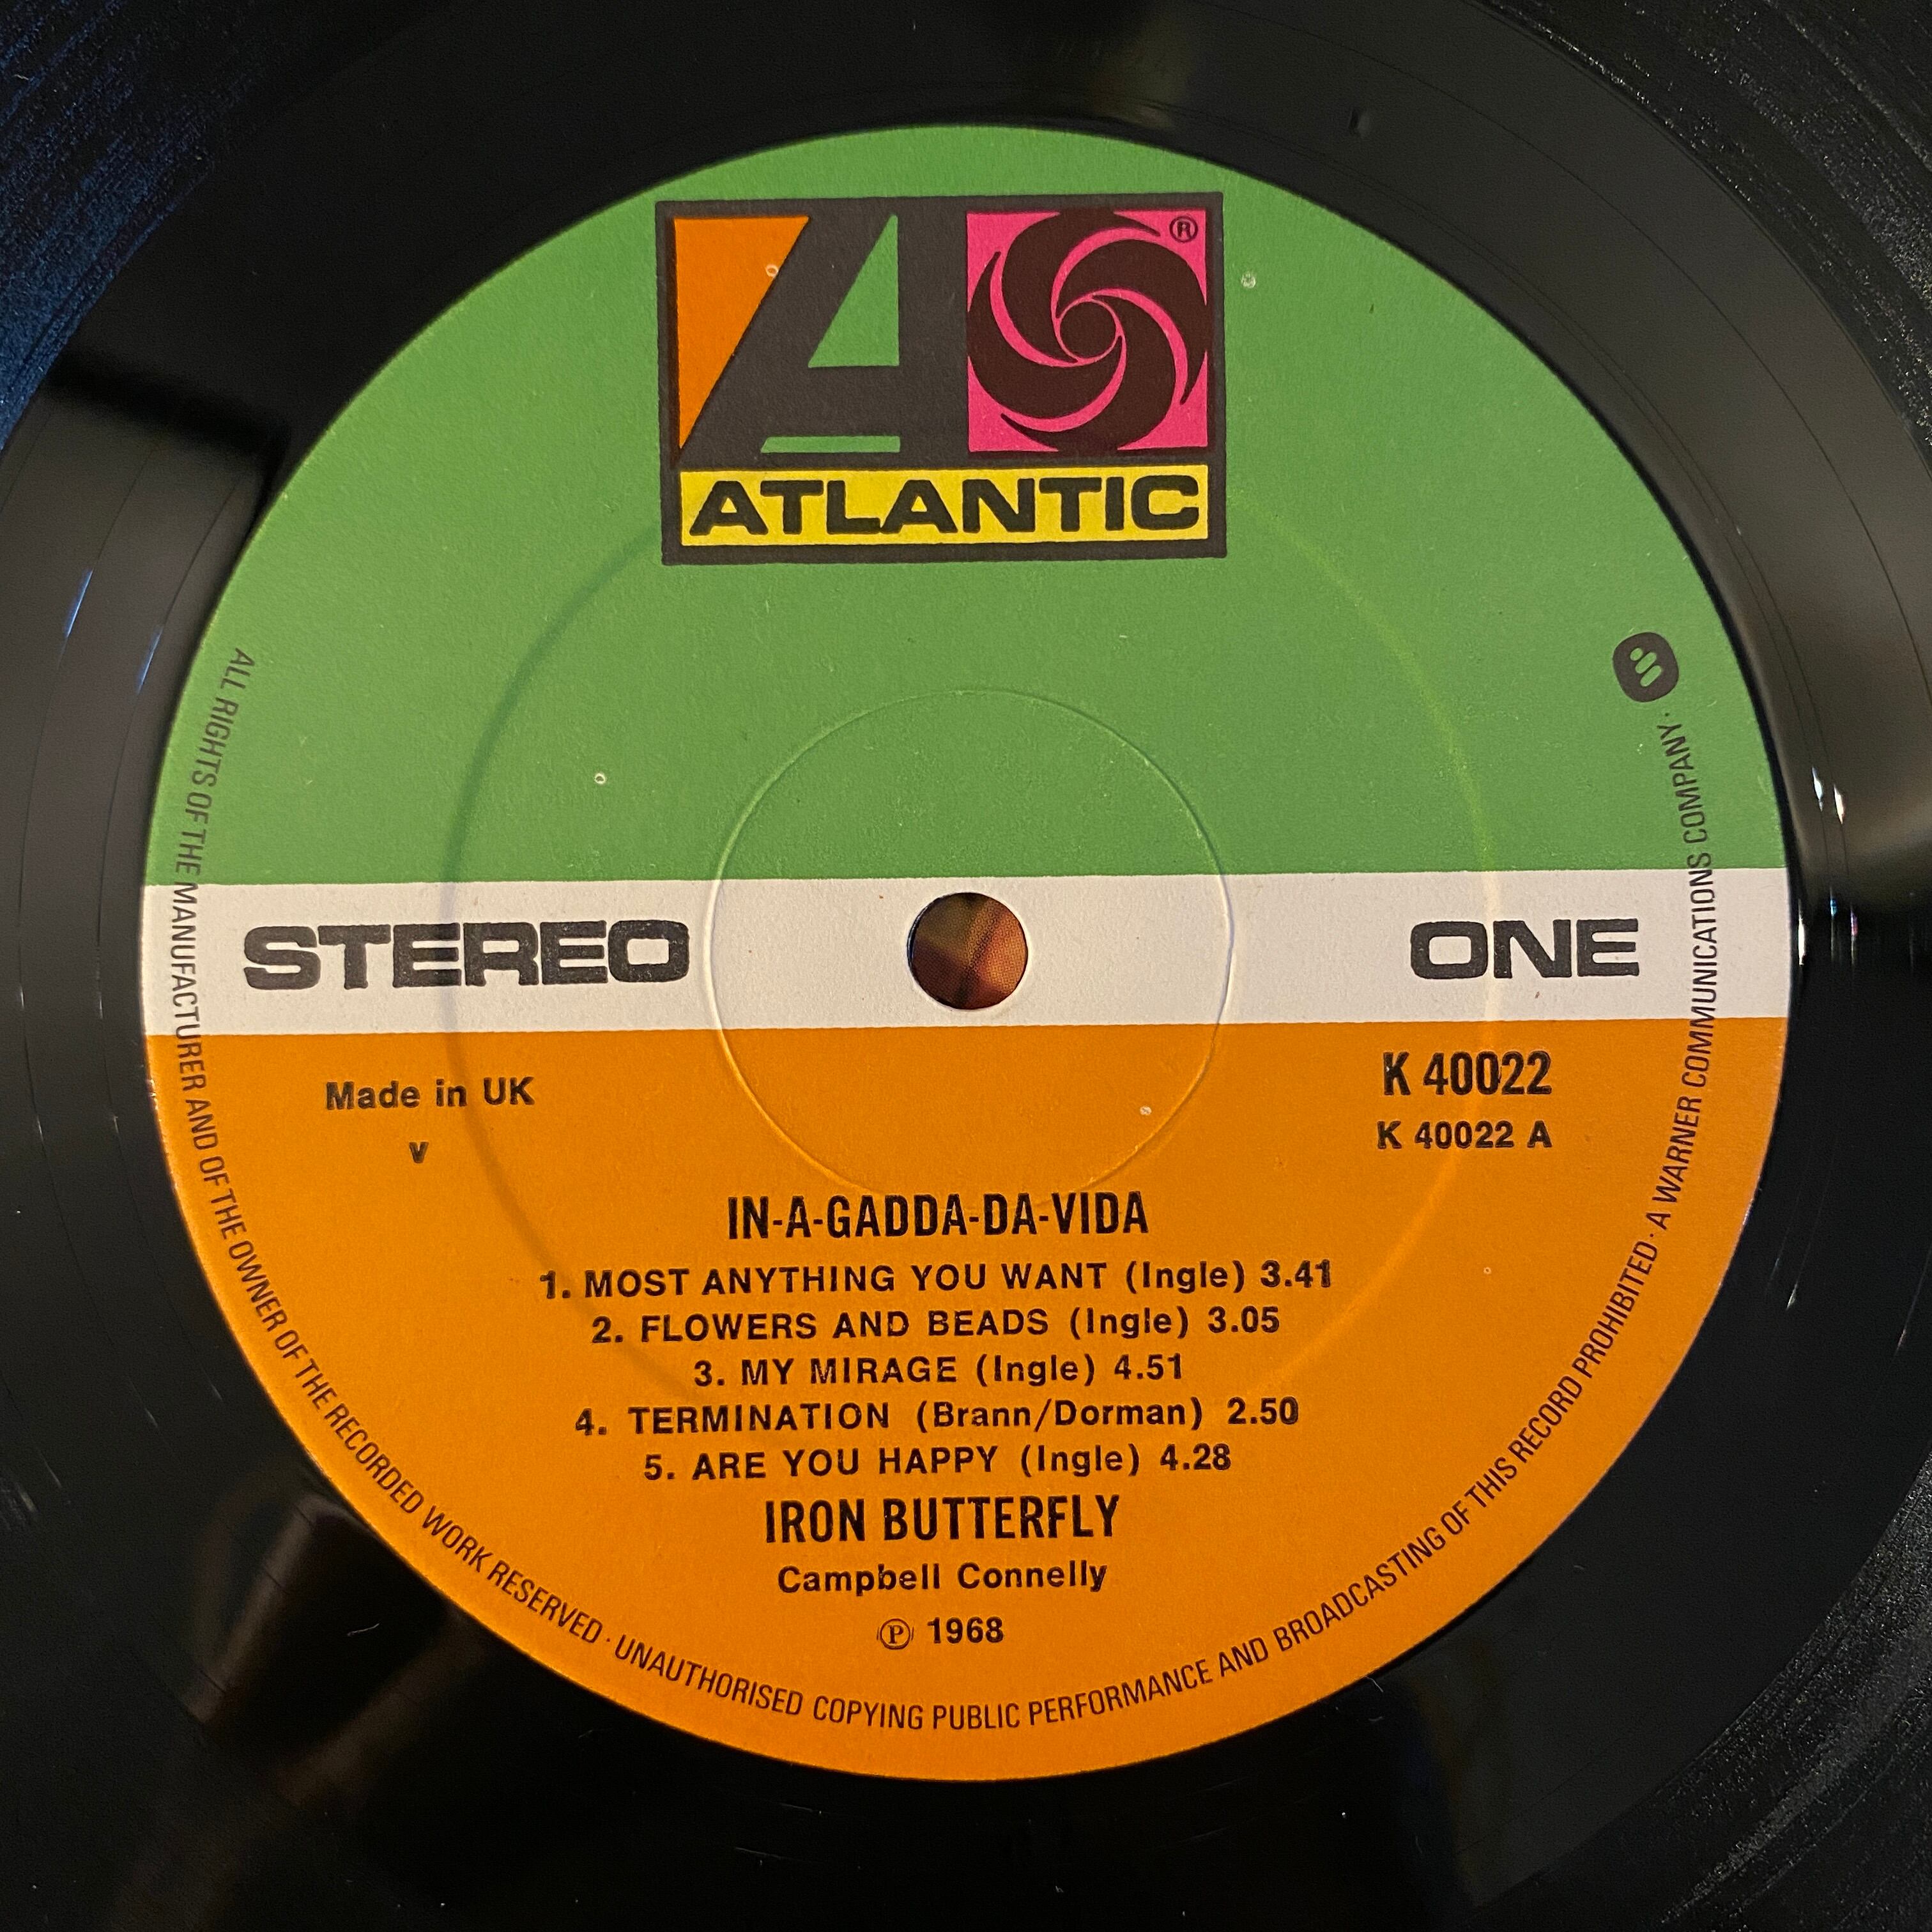 ®
ATLANTIC
STEREO
ONE
Made in UK
V
K 40022
K 40022 A
IN-A-GADDA-DA-VIDA
1. MOST ANYTHING YOU WANT (Ingle) 3.41
2. FLOWERS AND BEADS (Ingle) 3.05
3. MY MIRAGE (Ingle) 4.51
4. TERMINATION (Brann/Dorman) 2.50
5. ARE YOU HAPPY (Ingle) 4.28
IRON BUTTERFLY
Campbell Connelly
℗ 1968
ALL RIGHTS OF THE MANUFACTURER AND OF THE OWNER OF THE RECORDED WORK RESERVED · UNAUTHORISED COPYING PUBLIC PERFORMANCE AND BROADCASTING OF THIS RECORD PROHIBITED · A WARNER COMMUNICATIONS COMPANY ·